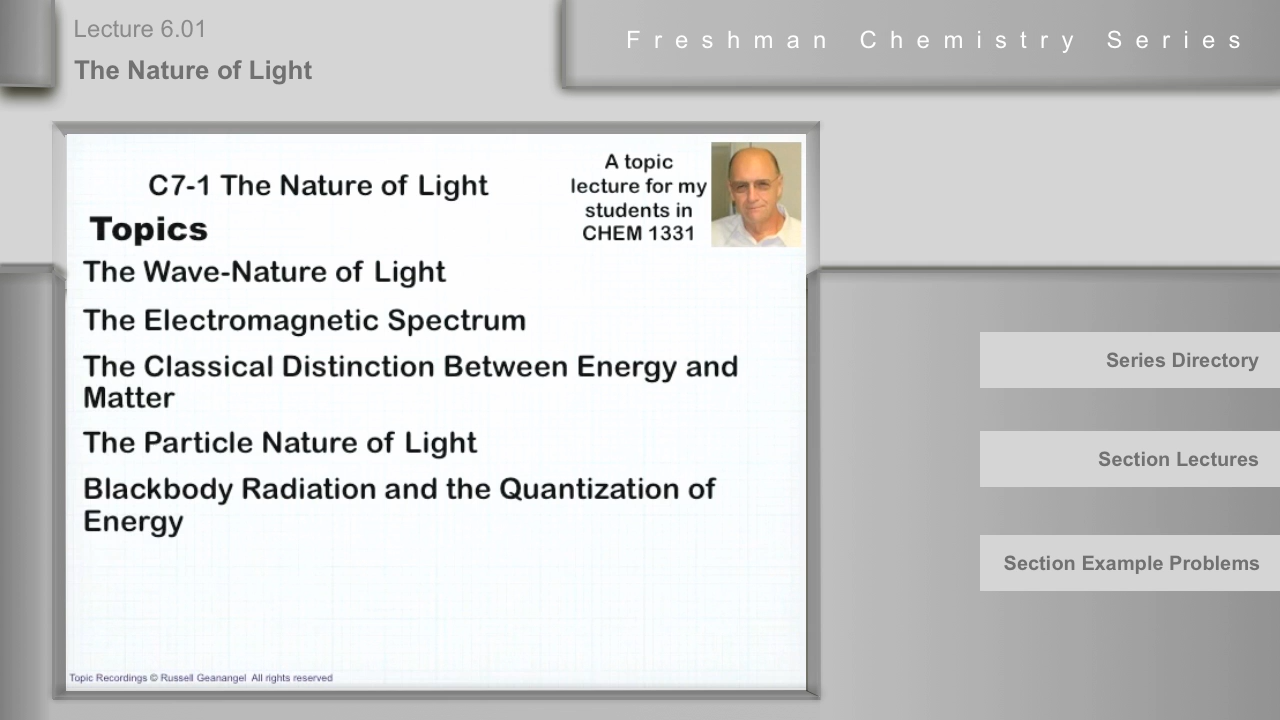 Lecture 6.01
The Nature of Light
Freshman Chemistry Series
C7-1 The Nature of Light
A topic
lecture for my
students in
CHEM 1331
Topics
The Wave-Nature of Light
The Electromagnetic Spectrum
The Classical Distinction Between Energy and
Matter
The Particle Nature of Light
Blackbody Radiation and the Quantization of
Energy
Topic Recordings © Russell Geanangel All rights reserved
Series Directory
Section Lectures
Section Example Problems